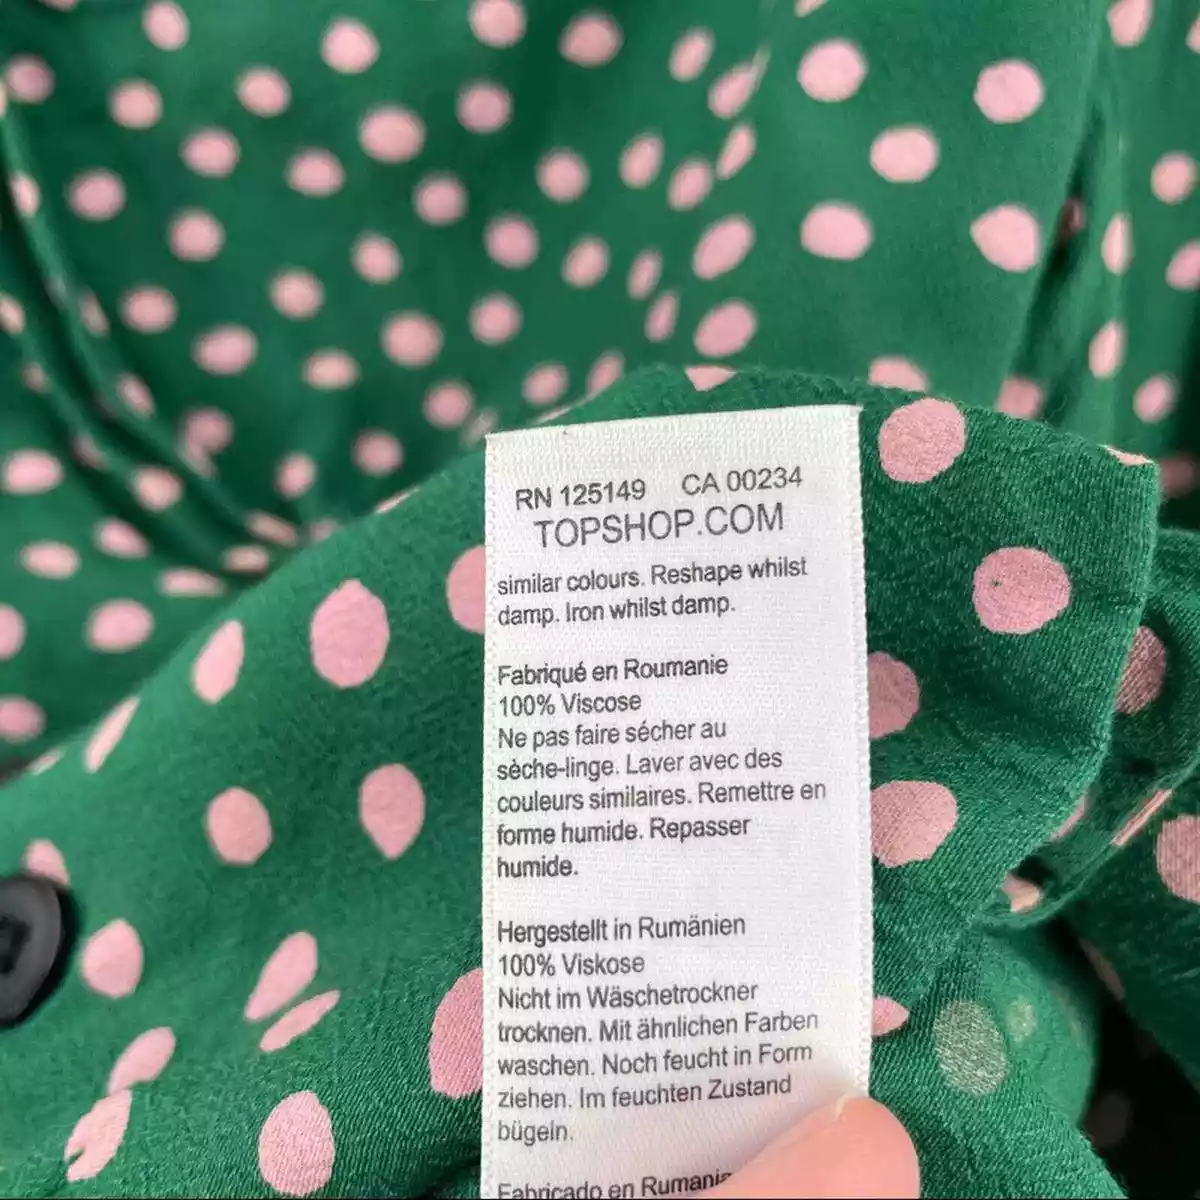 RN 125149 CA 00234
TOPSHOP.COM
similar colours. Reshape whilst
damp. Iron whilst damp.
Fabriqué en Roumanie
100% Viscose
Ne pas faire sécher au
sèche-linge. Laver avec des
couleurs similaires. Remettre en
forme humide. Repasser
humide.
Hergestellt in Rumänien
100% Viskose
Nicht im Wäschetrockner
trocknen. Mit ähnlichen Farben
waschen. Noch feucht in Form
ziehen. Im feuchten Zustand
bügeln.
Fabricado en Rumania